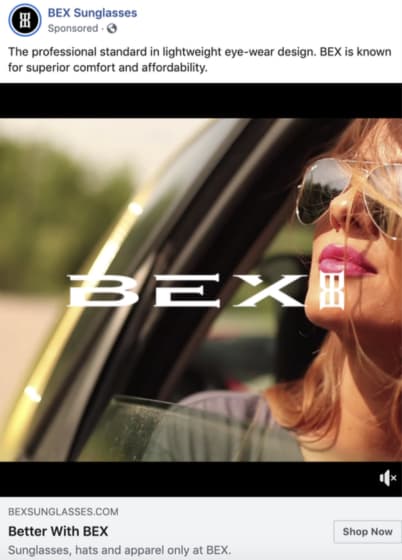 BEX Sunglasses
Sponsored ·
The professional standard in lightweight eye-wear design. BEX is known
for superior comfort and affordability.
BEX
BEXSUNGLASSES.COM
Better With BEX
Shop Now
Sunglasses, hats and apparel only at BEX.